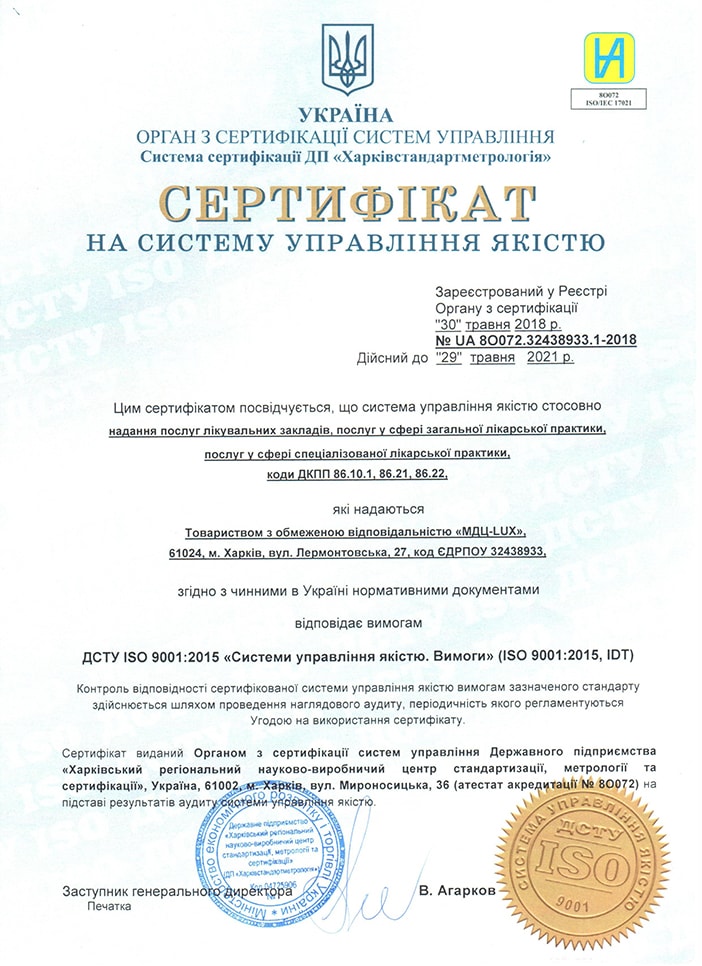 УКРАЇНА
ОРГАН З СЕРТИФІКАЦІЇ СИСТЕМ УПРАВЛІННЯ
Система сертифікації ДП «Харківстандартметрологія»
8О072
ISO/IEC 17021
СЕРТИФІКАТ
НА СИСТЕМУ УПРАВЛІННЯ ЯКІСТЮ
Зареєстрований у Реєстрі
Органу з сертифікації
"30" травня 2018 р.
№ UA 8О072.32438933.1-2018
Дійсний до "29" травня 2021 р.
Цим сертифікатом посвідчується, що система управління якістю стосовно
надання послуг лікувальних закладів, послуг у сфері загальної лікарської практики,
послуг у сфері спеціалізованої лікарської практики,
коди ДКПП 86.10.1, 86.21, 86.22,
які надаються
Товариством з обмеженою відповідальністю «МДЦ-LUX»,
61024, м. Харків, вул. Лермонтовська, 27, код ЄДРПОУ 32438933,
згідно з чинними в Україні нормативними документами
відповідає вимогам
ДСТУ ISO 9001:2015 «Системи управління якістю. Вимоги» (ISO 9001:2015, IDT)
Контроль відповідності сертифікованої системи управління якістю вимогам зазначеного стандарту
здійснюється шляхом проведення наглядового аудиту, періодичність якого регламентуються
Угодою на використання сертифікату.
Сертифікат виданий Органом з сертифікації систем управління Державного підприємства
«Харківський регіональний науково-виробничий центр стандартизації, метрології та
сертифікації», Україна, 61002, м. Харків, вул. Мироносицька, 36 (атестат акредитації № 8О072) на
підставі результатів аудиту системи управління якістю.
Міністерство економічного розвитку і торгівлі України
Державне підприємство
«Харківський регіональний
науково-виробничий центр
стандартизації, метрології та
сертифікації»
(ДП «Харківстандартметрологія»)
Код 04725906
Заступник генерального директора
В. Агарков
Печатка
СИСТЕМА УПРАВЛІННЯ ЯКІСТЮ
ДСТУ
ISO
9001